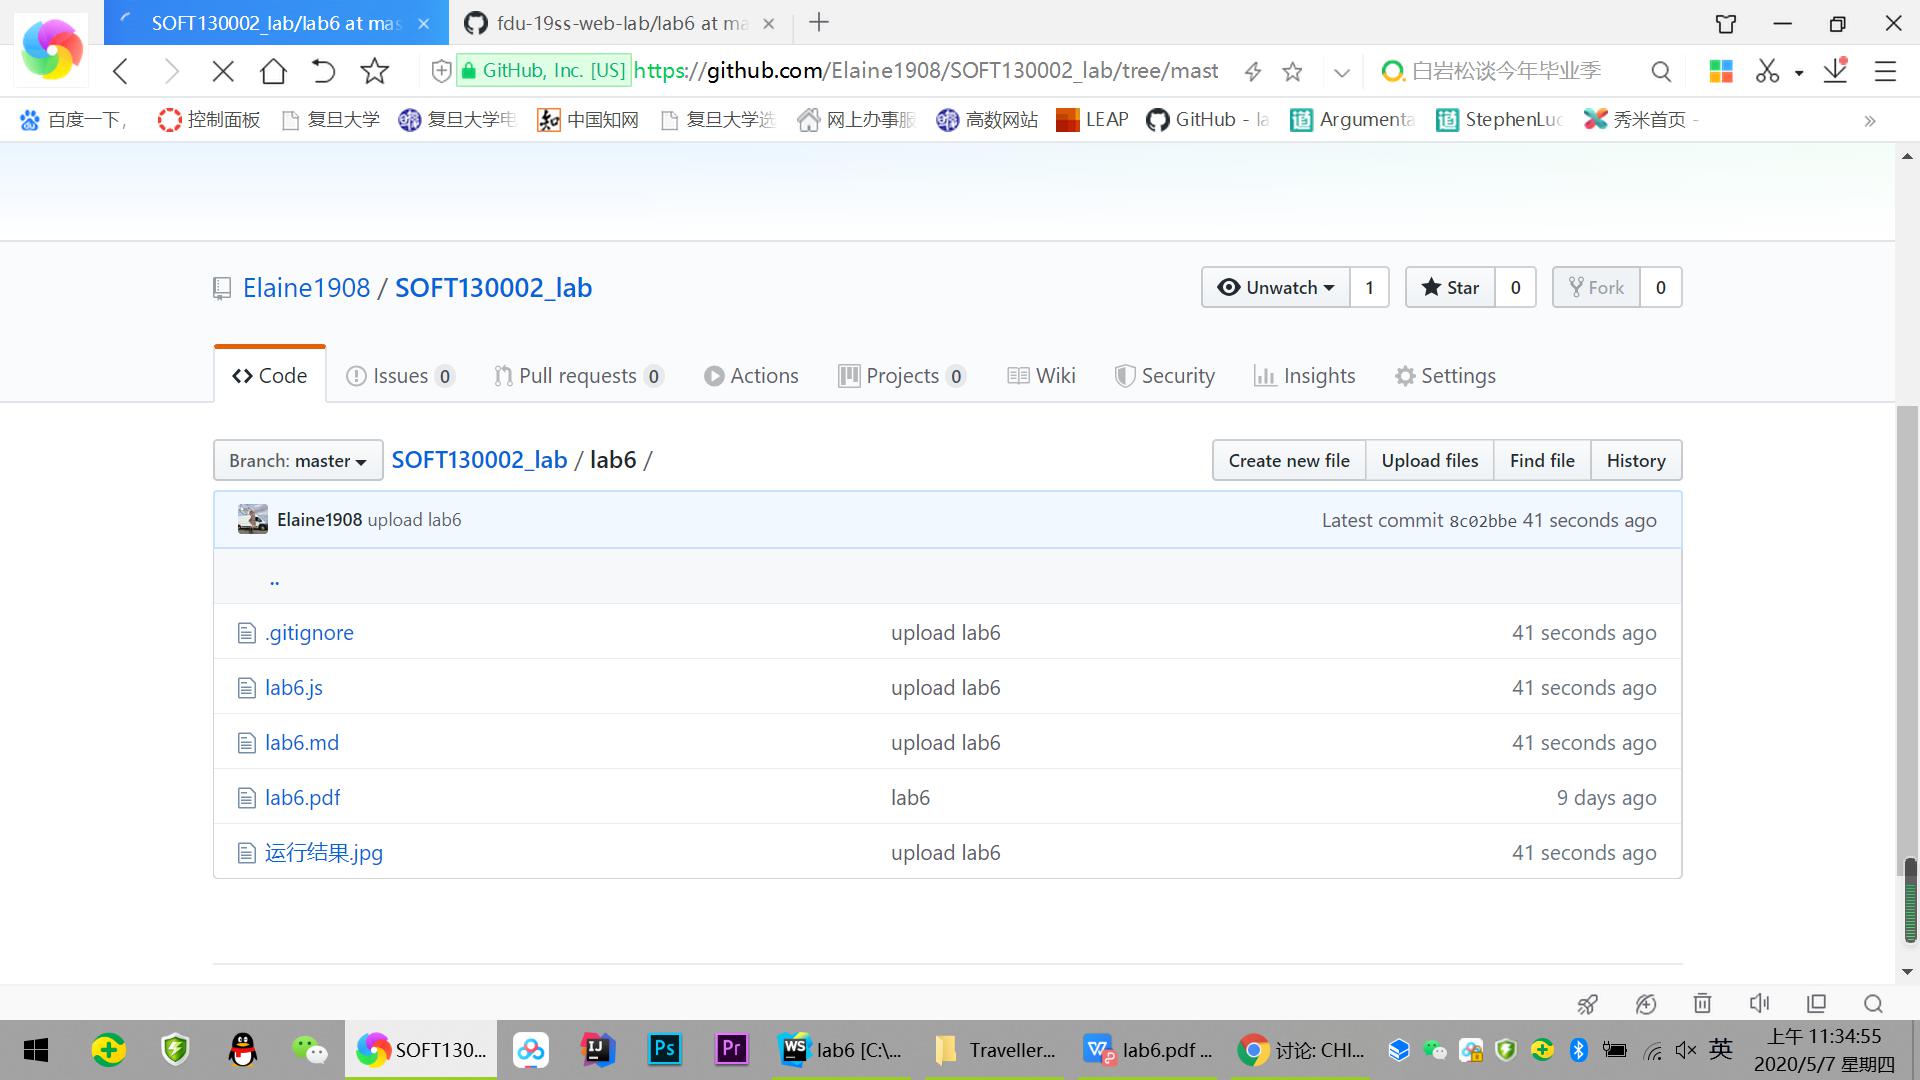 SOFT130002_lab/lab6 at mas
fdu-19ss-web-lab/lab6 at ma
GitHub, Inc. [US]
https://github.com/Elaine1908/SOFT130002_lab/tree/mast
白岩松谈今年毕业季
百度一下,
控制面板
复旦大学
复旦大学电
中国知网
复旦大学选
网上办事服
高数网站
LEAP
GitHub - la
Argumenta
StephenLuc
秀米首页 -
Elaine1908 / SOFT130002_lab
Unwatch 1
Star 0
Fork 0
Code
Issues 0
Pull requests 0
Actions
Projects 0
Wiki
Security
Insights
Settings
Branch: master
SOFT130002_lab / lab6 /
Create new file
Upload files
Find file
History
Elaine1908 upload lab6
Latest commit 8c02bbe 41 seconds ago
..
.gitignore upload lab6 41 seconds ago
lab6.js upload lab6 41 seconds ago
lab6.md upload lab6 41 seconds ago
lab6.pdf lab6 9 days ago
运行结果.jpg upload lab6 41 seconds ago
SOFT130...
lab6 [C:\...
Traveller...
lab6.pdf ...
讨论: CHI...
英
上午 11:34:55
2020/5/7 星期四